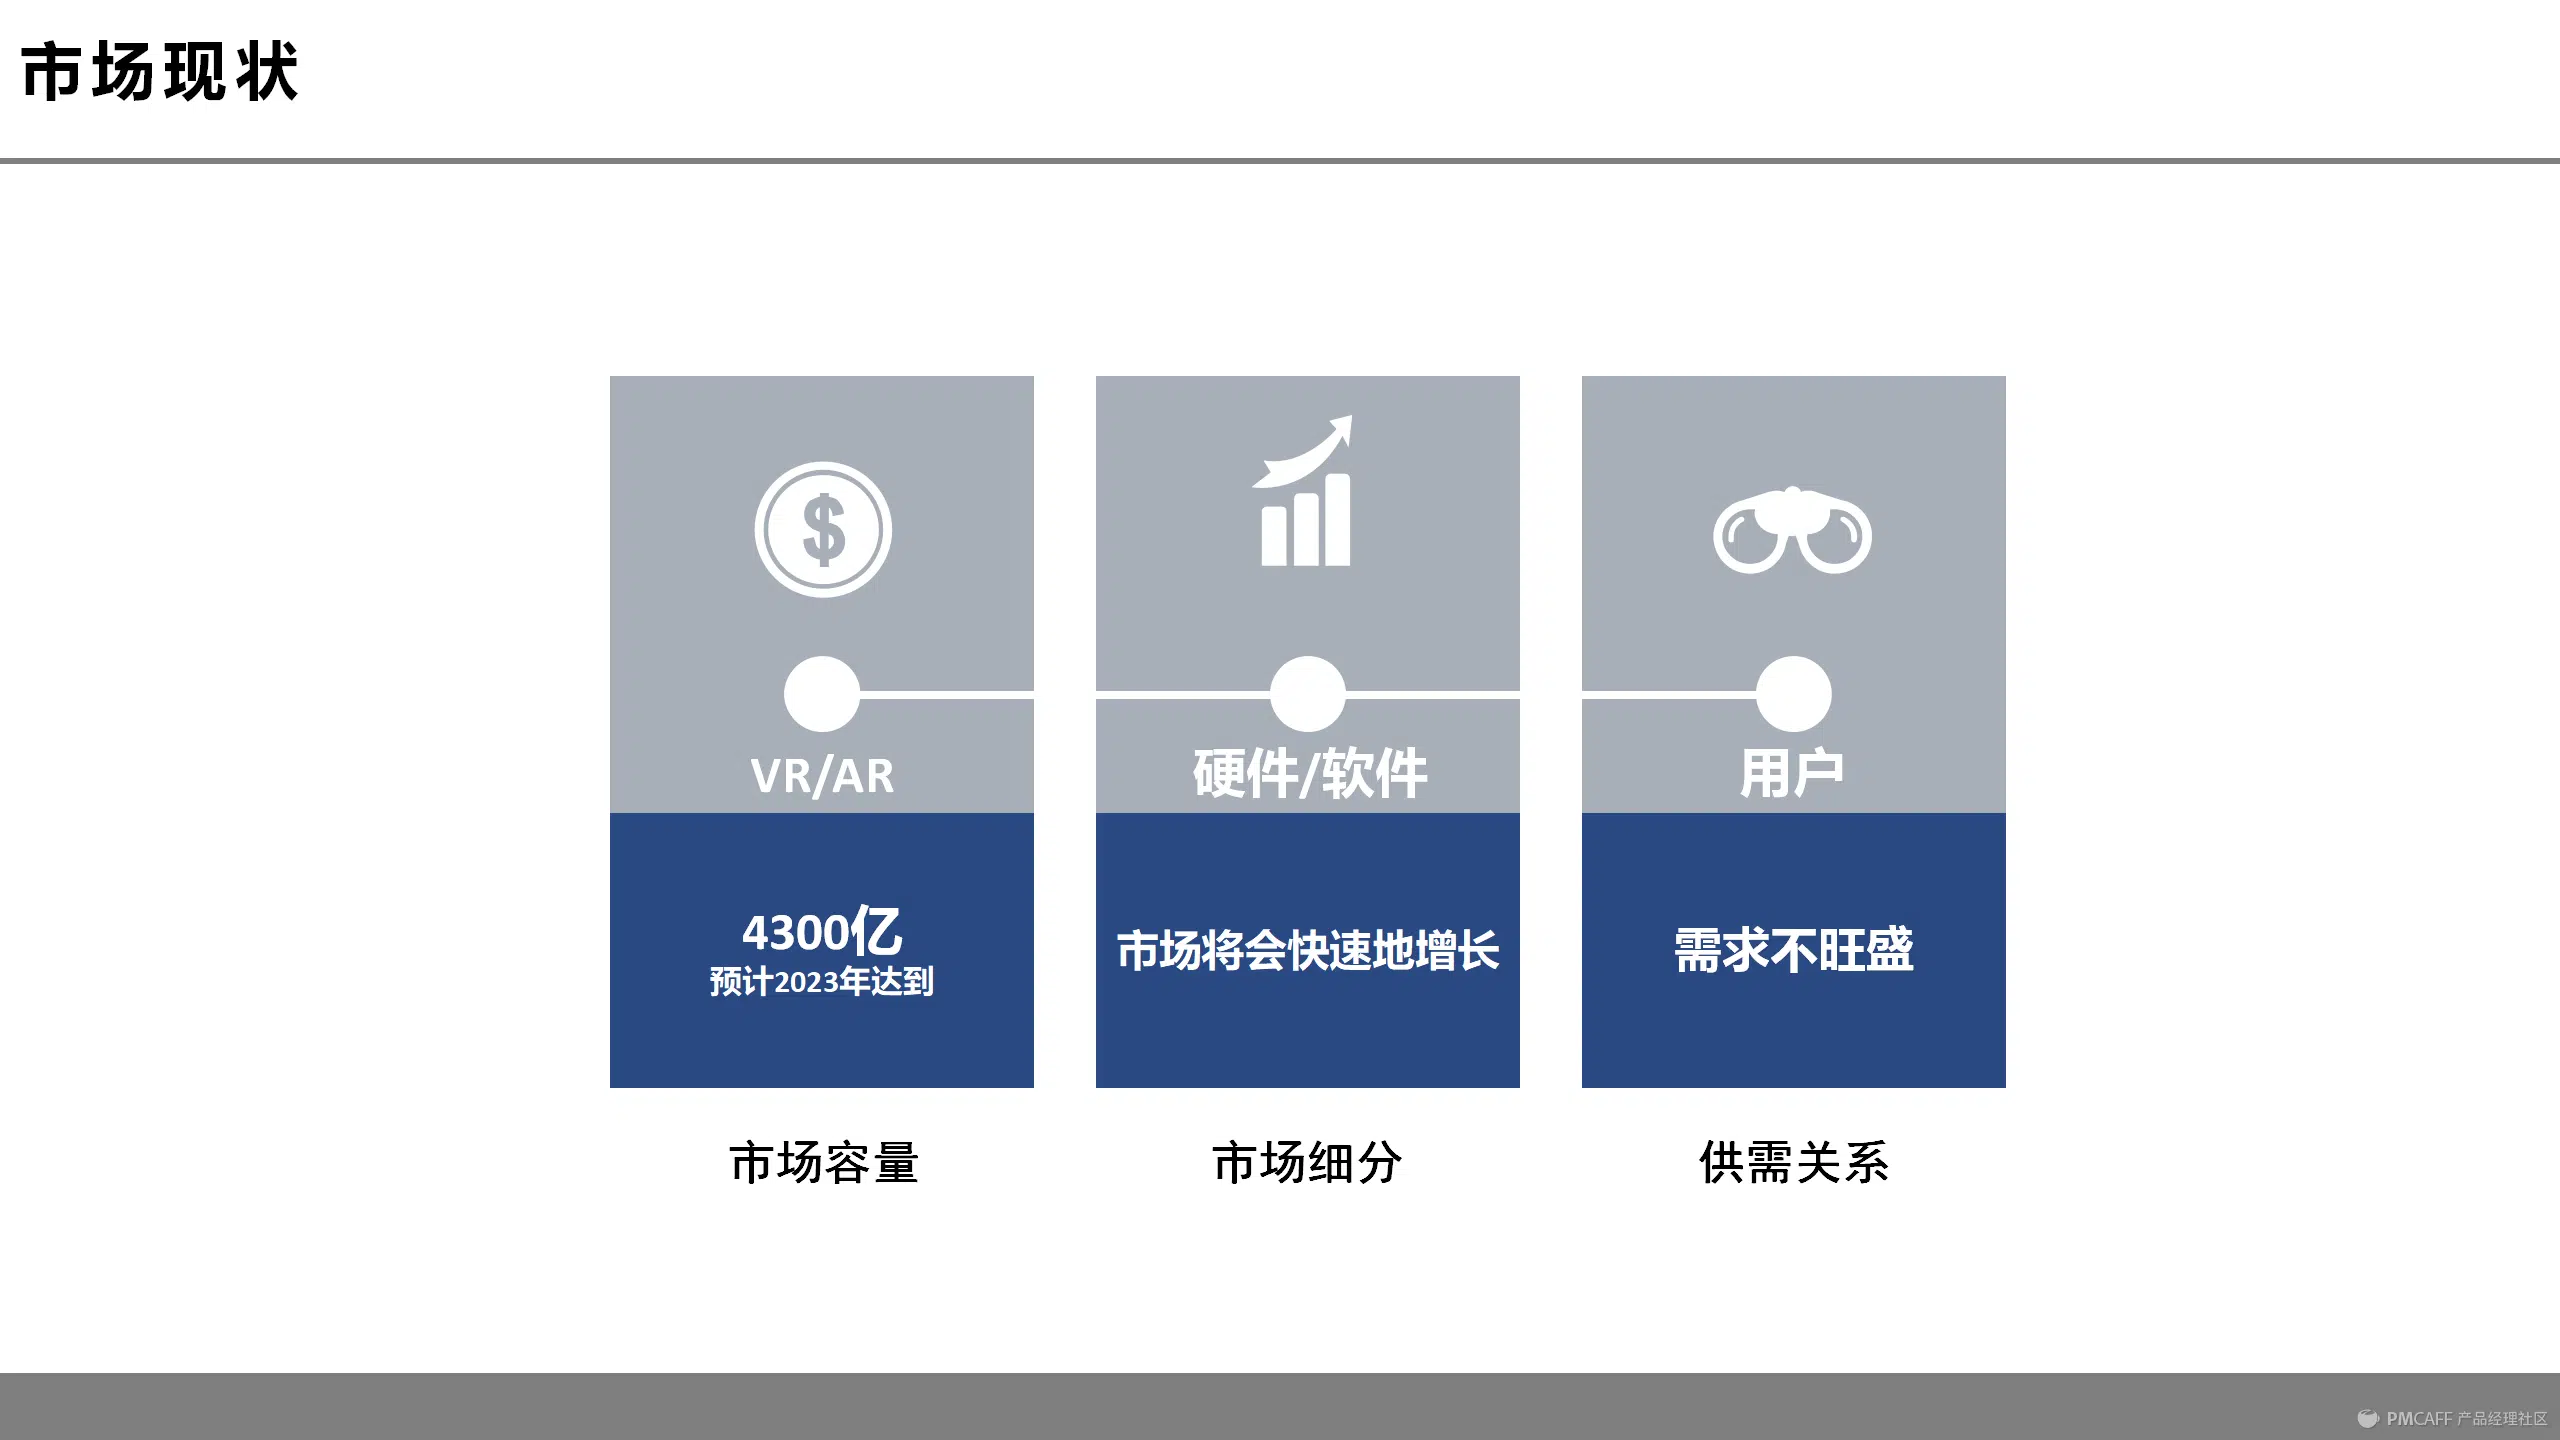 市场现状
$
VR/AR
4300亿
预计2023年达到
市场容量
硬件/软件
市场将会快速地增长
市场细分
用户
需求不旺盛
供需关系
PMCAFF 产品经理社区